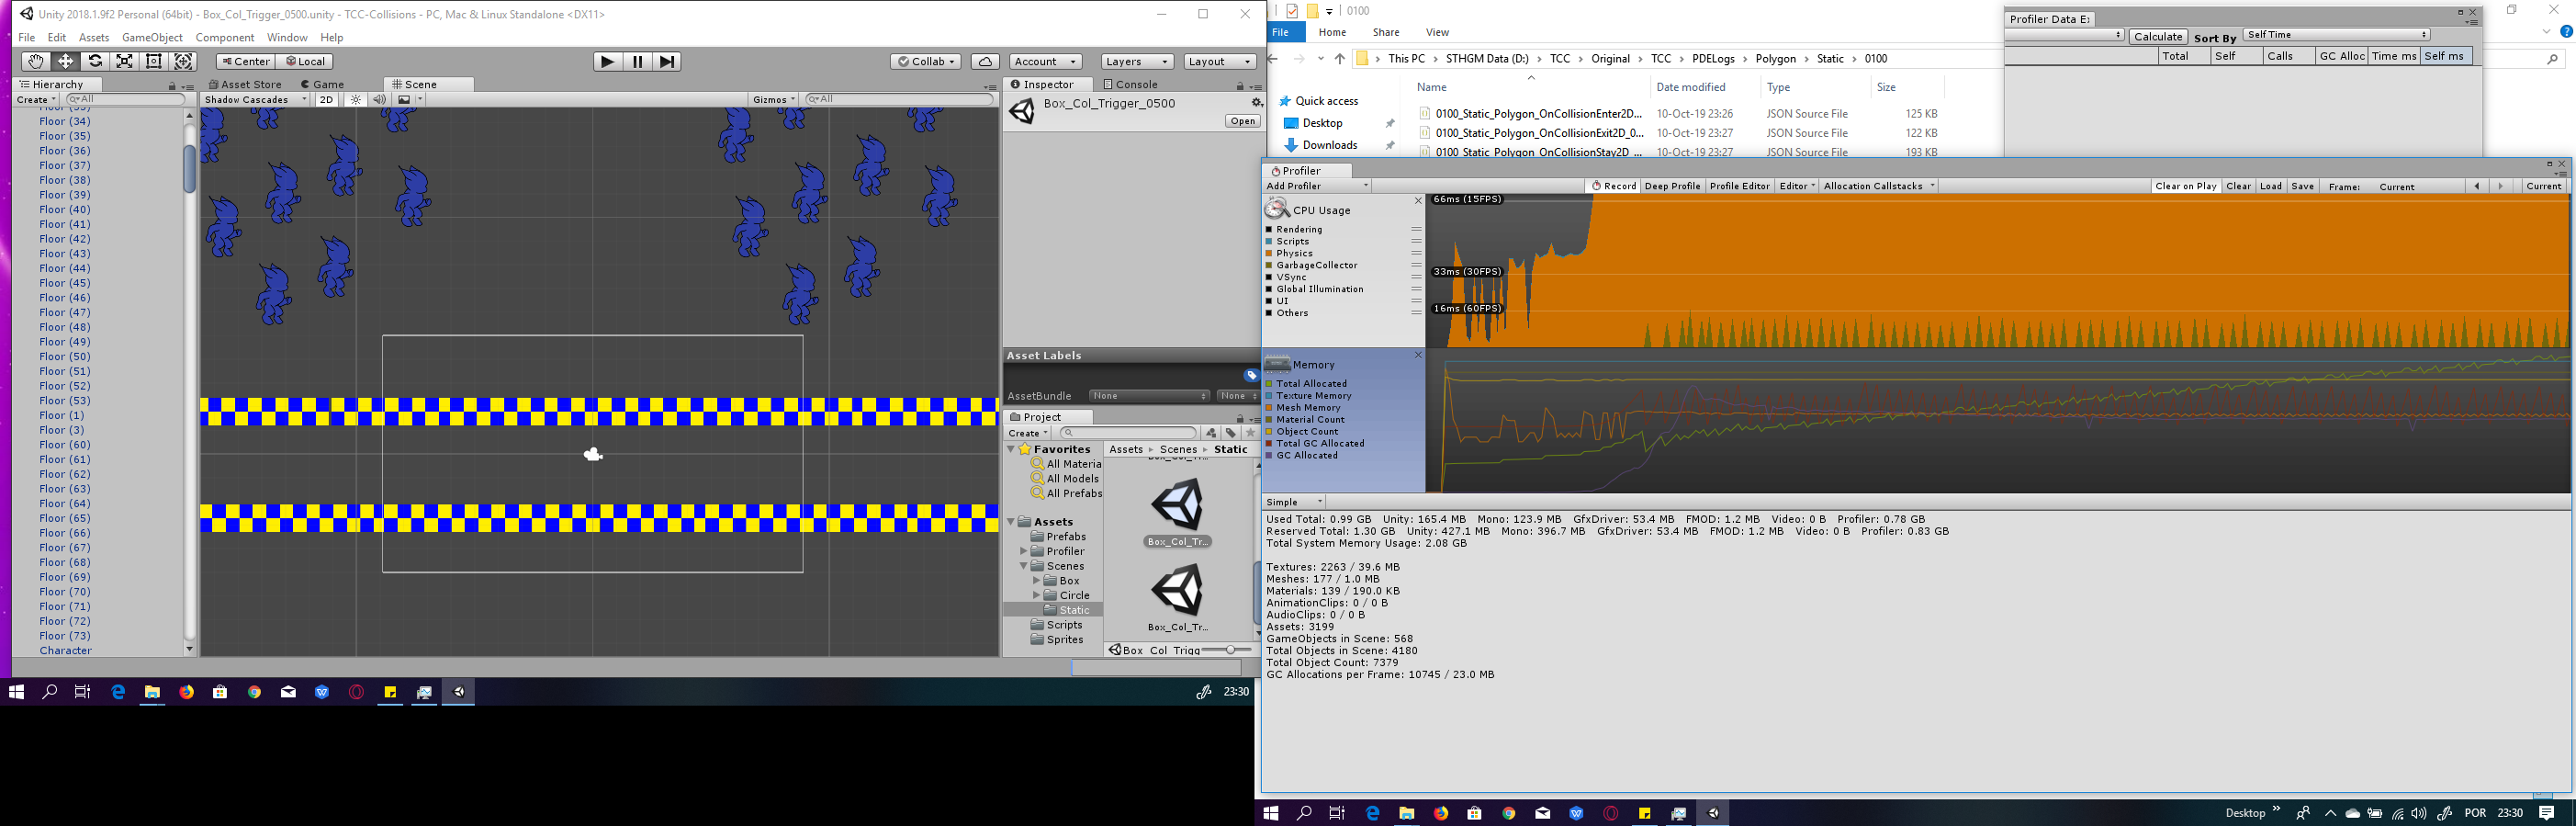 Unity 2018.1.9f2 Personal (64bit) - Box_Col_Trigger_0500.unity - TCC-Collisions - PC, Mac & Linux Standalone <DX11>
File Edit Assets GameObject Component Window Help
Center Local
Collab Account Layers Layout
Hierarchy
Create All
Floor (34)
Floor (35)
Floor (36)
Floor (37)
Floor (38)
Floor (39)
Floor (40)
Floor (41)
Floor (42)
Floor (43)
Floor (44)
Floor (45)
Floor (46)
Floor (47)
Floor (48)
Floor (49)
Floor (50)
Floor (51)
Floor (52)
Floor (53)
Floor (1)
Floor (3)
Floor (60)
Floor (61)
Floor (62)
Floor (63)
Floor (64)
Floor (65)
Floor (66)
Floor (67)
Floor (68)
Floor (69)
Floor (70)
Floor (71)
Floor (72)
Floor (73)
Character
Asset Store Game Scene
Shadow Cascades 2D Gizmos All
Inspector Console
Box_Col_Trigger_0500
Open
Asset Labels
AssetBundle None None
Project
Create
Favorites
All Materia
All Models
All Prefabs
Assets
Prefabs
Profiler
Scenes
Box
Circle
Static
Scripts
Sprites
Assets Scenes Static
Box_Col_Tr...
Box_Col_Tr...
Box Col Trigg
23:30
0100
File Home Share View
This PC STHGM Data (D:) TCC Original TCC PDELogs Polygon Static 0100
Quick access
Desktop
Downloads
Name Date modified Type Size
0100_Static_Polygon_OnCollisionEnter2D... 10-Oct-19 23:26 JSON Source File 125 KB
0100_Static_Polygon_OnCollisionExit2D_0... 10-Oct-19 23:27 JSON Source File 122 KB
0100_Static_Polygon_OnCollisionStay2D_... 10-Oct-19 23:27 JSON Source File 193 KB
Profiler Data E
Calculate Sort By Self Time
Total Self Calls GC Alloc Time ms Self ms
Profiler
Add Profiler Record Deep Profile Profile Editor Editor Allocation Callstacks Clear on Play Clear Load Save Frame: Current Current
CPU Usage
Rendering
Scripts
Physics
GarbageCollector
VSync
Global Illumination
UI
Others
66ms (15FPS)
33ms (30FPS)
16ms (60FPS)
Memory
Total Allocated
Texture Memory
Mesh Memory
Material Count
Object Count
Total GC Allocated
GC Allocated
Simple
Used Total: 0.99 GB Unity: 165.4 MB Mono: 123.9 MB GfxDriver: 53.4 MB FMOD: 1.2 MB Video: 0 B Profiler: 0.78 GB
Reserved Total: 1.30 GB Unity: 427.1 MB Mono: 396.7 MB GfxDriver: 53.4 MB FMOD: 1.2 MB Video: 0 B Profiler: 0.83 GB
Total System Memory Usage: 2.08 GB
Textures: 2263 / 39.6 MB
Meshes: 177 / 1.0 MB
Materials: 139 / 190.0 KB
AnimationClips: 0 / 0 B
AudioClips: 0 / 0 B
Assets: 3199
GameObjects in Scene: 568
Total Objects in Scene: 4180
Total Object Count: 7379
GC Allocations per Frame: 10745 / 23.0 MB
Desktop POR 23:30